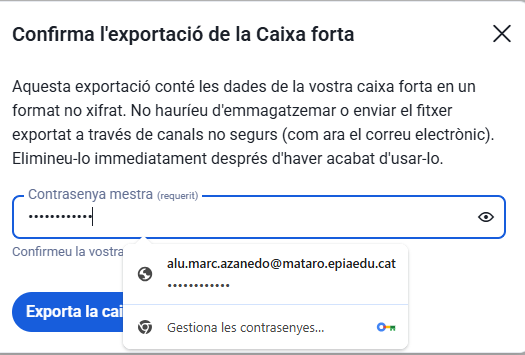 Confirma l'exportació de la Caixa forta
Aquesta exportació conté les dades de la vostra caixa forta en un
format no xifrat. No hauríeu d'emmagatzemar o enviar el fitxer
exportat a través de canals no segurs (com ara el correu electrònic).
Elimineu-lo immediatament després d'haver acabat d'usar-lo.
Contrasenya mestra (requerit)
••••••••••••
Confirmeu la vostra
alu.marc.azanedo@mataro.epiaedu.cat
••••••••••••
Exporta la cai
Gestiona les contrasenyes...